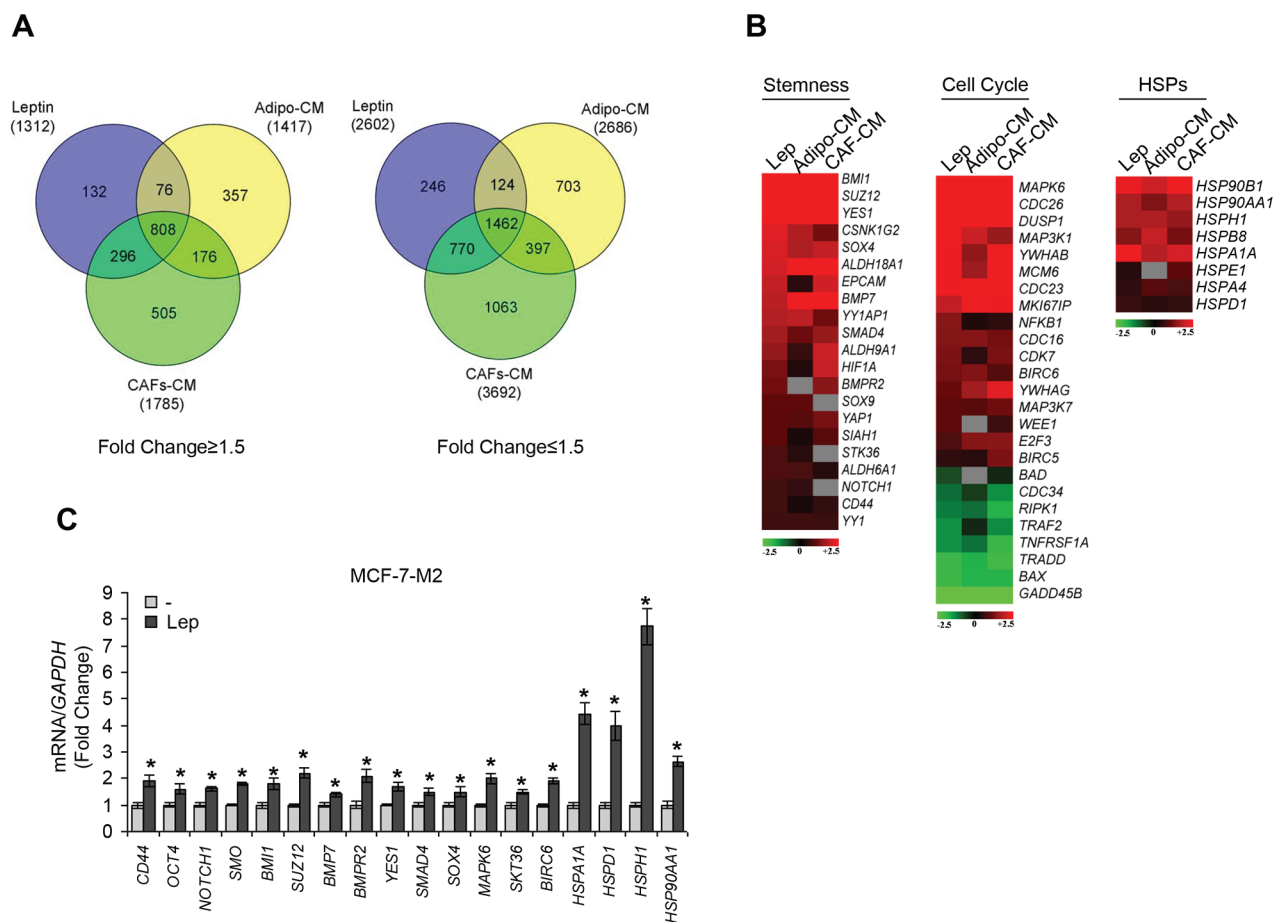 A
Leptin
(1312)
Adipo-CM
(1417)
132
76
357
808
296
176
505
CAFs-CM
(1785)
Fold Change≥1.5
Leptin
(2602)
Adipo-CM
(2686)
246
124
703
1462
770
397
1063
CAFs-CM
(3692)
Fold Change≤1.5
B
Stemness
Lep
Adipo-CM
CAF-CM
BMI1
SUZ12
YES1
CSNK1G2
SOX4
ALDH18A1
EPCAM
BMP7
YY1AP1
SMAD4
ALDH9A1
HIF1A
BMPR2
SOX9
YAP1
SIAH1
STK36
ALDH6A1
NOTCH1
CD44
YY1
-2.5 0 +2.5
Cell Cycle
Lep
Adipo-CM
CAF-CM
MAPK6
CDC26
DUSP1
MAP3K1
YWHAB
MCM6
CDC23
MKI67IP
NFKB1
CDC16
CDK7
BIRC6
YWHAG
MAP3K7
WEE1
E2F3
BIRC5
BAD
CDC34
RIPK1
TRAF2
TNFRSF1A
TRADD
BAX
GADD45B
-2.5 0 +2.5
HSPs
Lep
Adipo-CM
CAF-CM
HSP90B1
HSP90AA1
HSPH1
HSPB8
HSPA1A
HSPE1
HSPA4
HSPD1
-2.5 0 +2.5
C
MCF-7-M2
-
Lep
mRNA/GAPDH
(Fold Change)
9
8
7
6
5
4
3
2
1
0
* * * * * * * * * * * * * * * * * *
CD44
OCT4
NOTCH1
SMO
BMI1
SUZ12
BMP7
BMPR2
YES1
SMAD4
SOX4
MAPK6
SKT36
BIRC6
HSPA1A
HSPD1
HSPH1
HSP90AA1